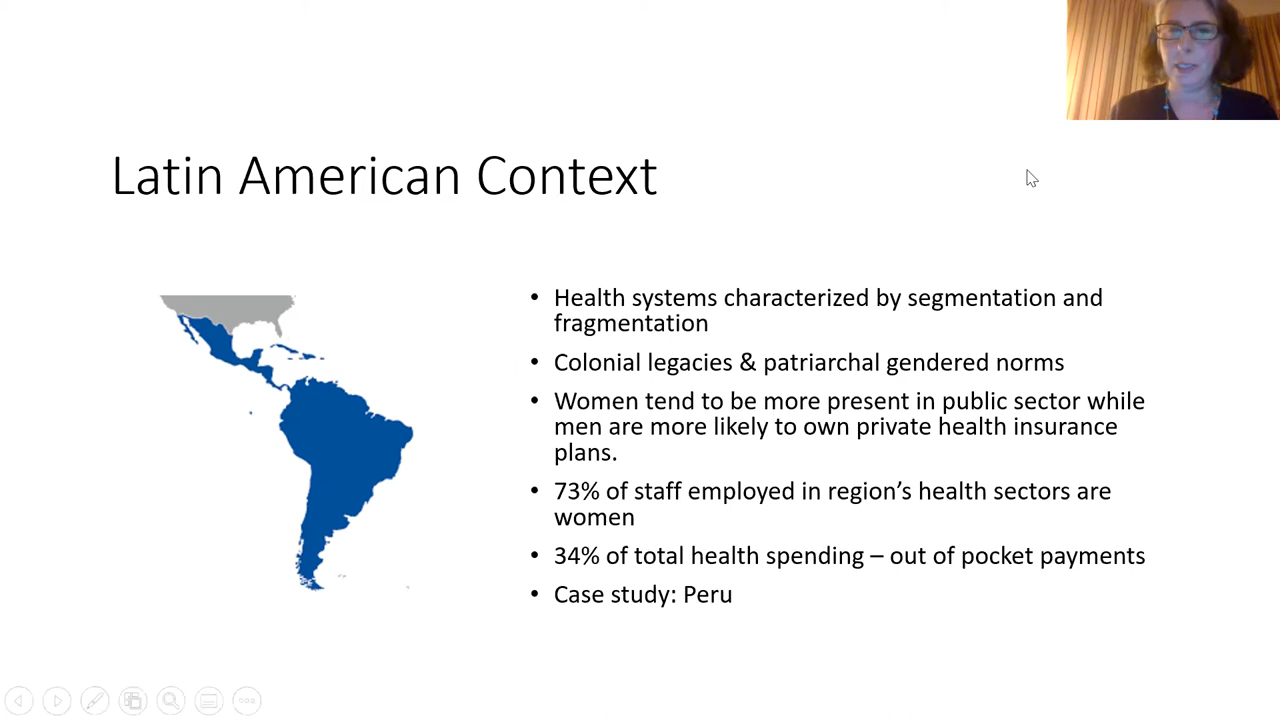 Latin American Context
• Health systems characterized by segmentation and
fragmentation
• Colonial legacies & patriarchal gendered norms
• Women tend to be more present in public sector while
men are more likely to own private health insurance
plans.
• 73% of staff employed in region’s health sectors are
women
• 34% of total health spending – out of pocket payments
• Case study: Peru